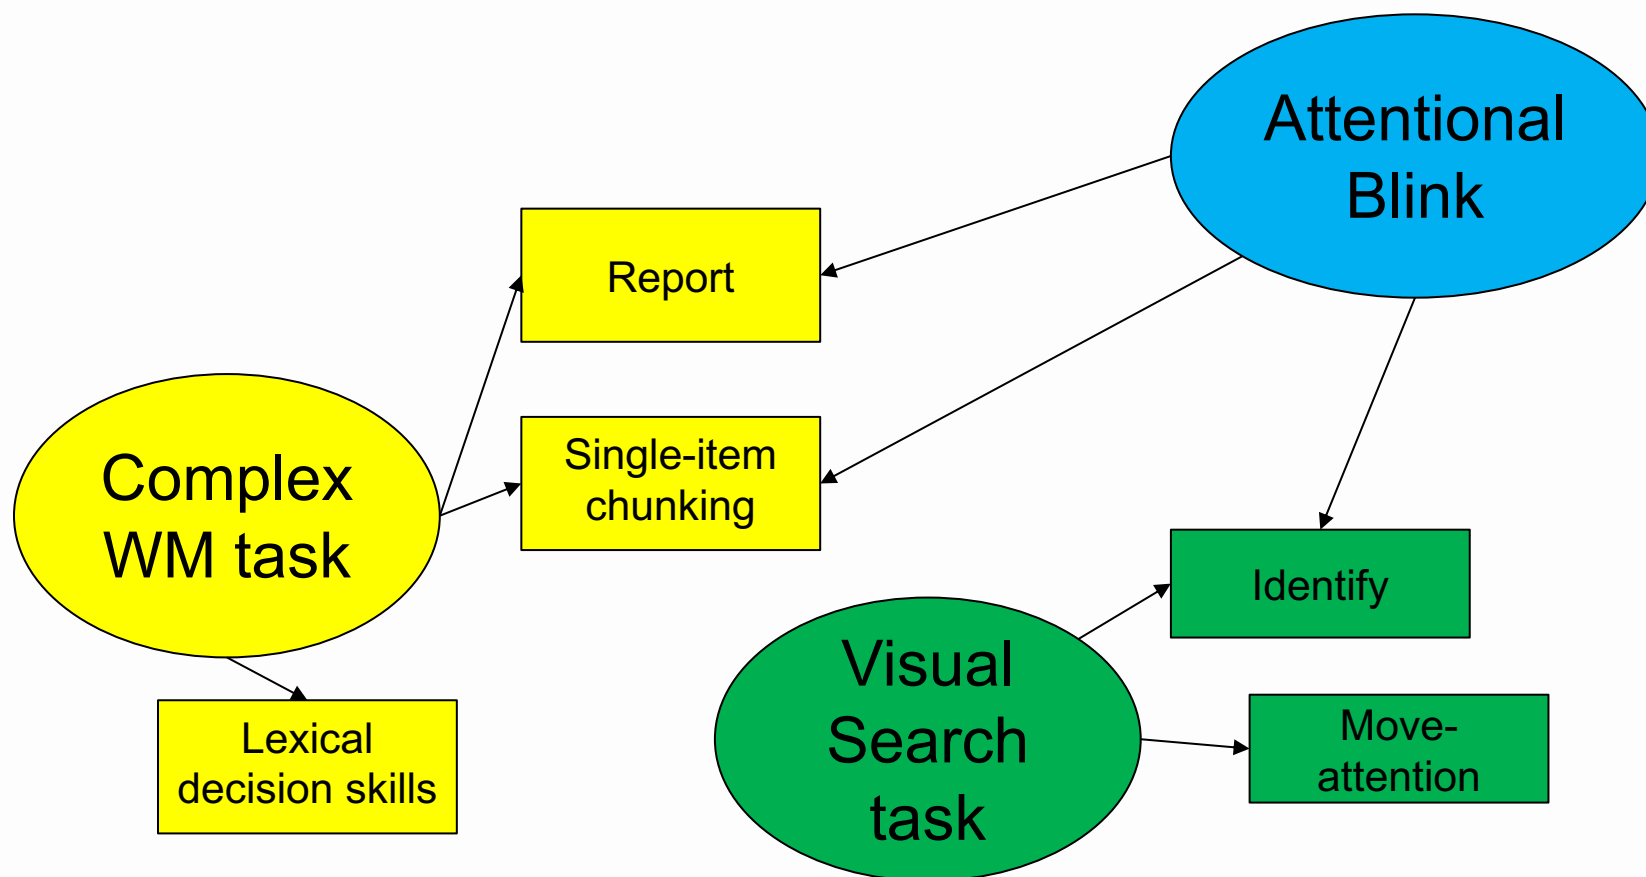 Attentional
Blink
Report
Single-item
chunking
Complex
WM task
Identify
Visual
Search
task
Move-
attention
Lexical
decision skills